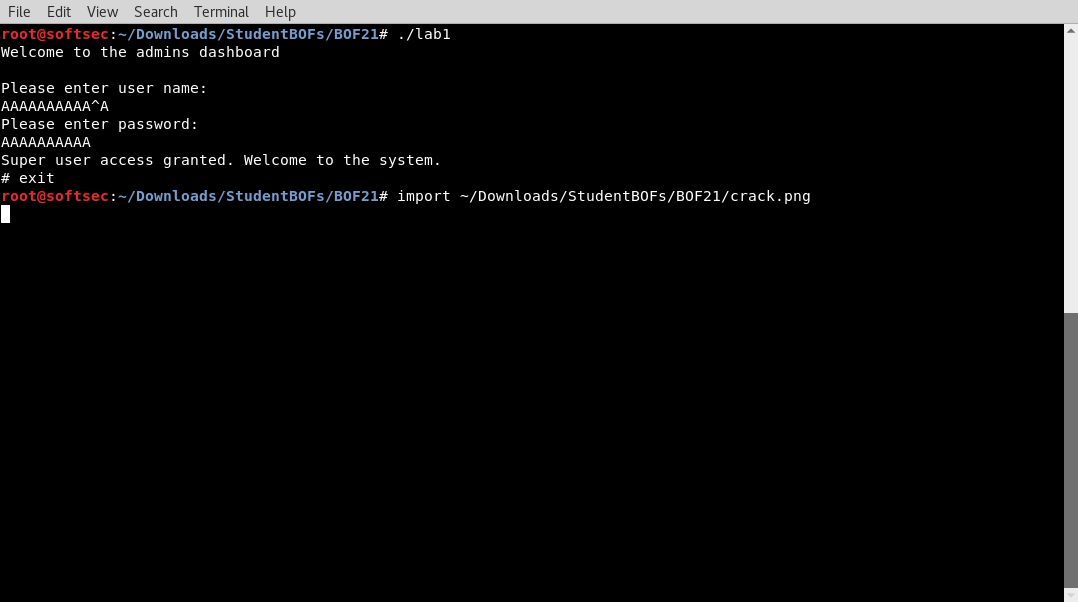 File Edit View Search Terminal Help
root@softsec:~/Downloads/StudentBOFs/BOF21# ./lab1
Welcome to the admins dashboard
Please enter user name:
AAAAAAAAAA^A
Please enter password:
AAAAAAAAAA
Super user access granted. Welcome to the system.
# exit
root@softsec:~/Downloads/StudentBOFs/BOF21# import ~/Downloads/StudentBOFs/BOF21/crack.png